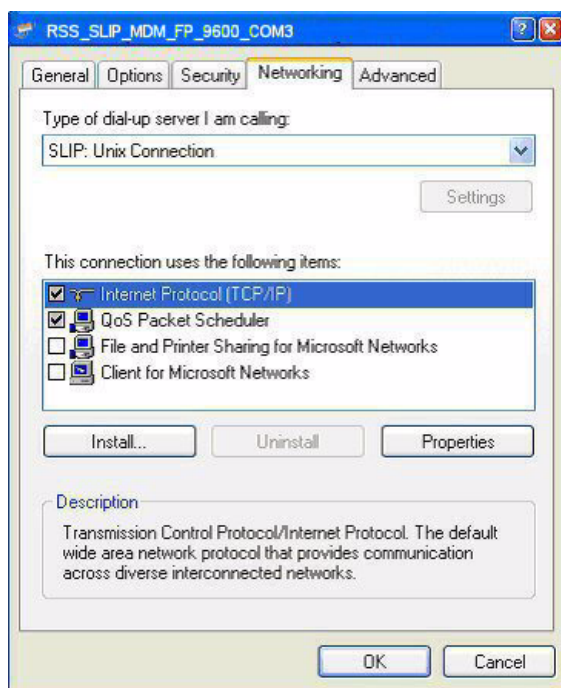 RSS_SLIP_MDM_FP_9600_COM3
General Options Security Networking Advanced
Type of dial-up server I am calling:
SLIP: Unix Connection
Settings
This connection uses the following items:
Internet Protocol (TCP/IP)
QoS Packet Scheduler
File and Printer Sharing for Microsoft Networks
Client for Microsoft Networks
Install... Uninstall Properties
Description
Transmission Control Protocol/Internet Protocol. The default
wide area network protocol that provides communication
across diverse interconnected networks.
OK Cancel